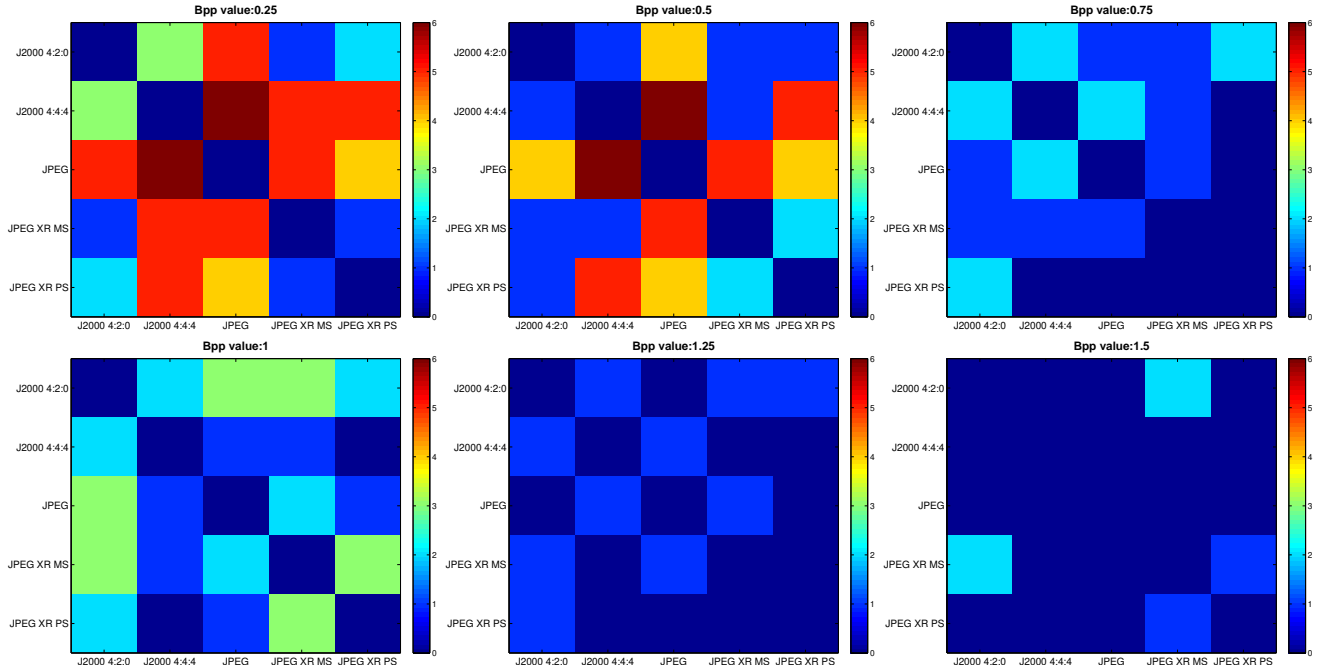 Bpp value:0.25
J2000 4:2:0
J2000 4:4:4
JPEG
JPEG XR MS
JPEG XR PS
J2000 4:2:0 J2000 4:4:4 JPEG JPEG XR MS JPEG XR PS
6
5
4
3
2
1
0
Bpp value:0.5
J2000 4:2:0
J2000 4:4:4
JPEG
JPEG XR MS
JPEG XR PS
J2000 4:2:0 J2000 4:4:4 JPEG JPEG XR MS JPEG XR PS
6
5
4
3
2
1
0
Bpp value:0.75
J2000 4:2:0
J2000 4:4:4
JPEG
JPEG XR MS
JPEG XR PS
J2000 4:2:0 J2000 4:4:4 JPEG JPEG XR MS JPEG XR PS
6
5
4
3
2
1
0
Bpp value:1
J2000 4:2:0
J2000 4:4:4
JPEG
JPEG XR MS
JPEG XR PS
J2000 4:2:0 J2000 4:4:4 JPEG JPEG XR MS JPEG XR PS
6
5
4
3
2
1
0
Bpp value:1.25
J2000 4:2:0
J2000 4:4:4
JPEG
JPEG XR MS
JPEG XR PS
J2000 4:2:0 J2000 4:4:4 JPEG JPEG XR MS JPEG XR PS
6
5
4
3
2
1
0
Bpp value:1.5
J2000 4:2:0
J2000 4:4:4
JPEG
JPEG XR MS
JPEG XR PS
J2000 4:2:0 J2000 4:4:4 JPEG JPEG XR MS JPEG XR PS
6
5
4
3
2
1
0